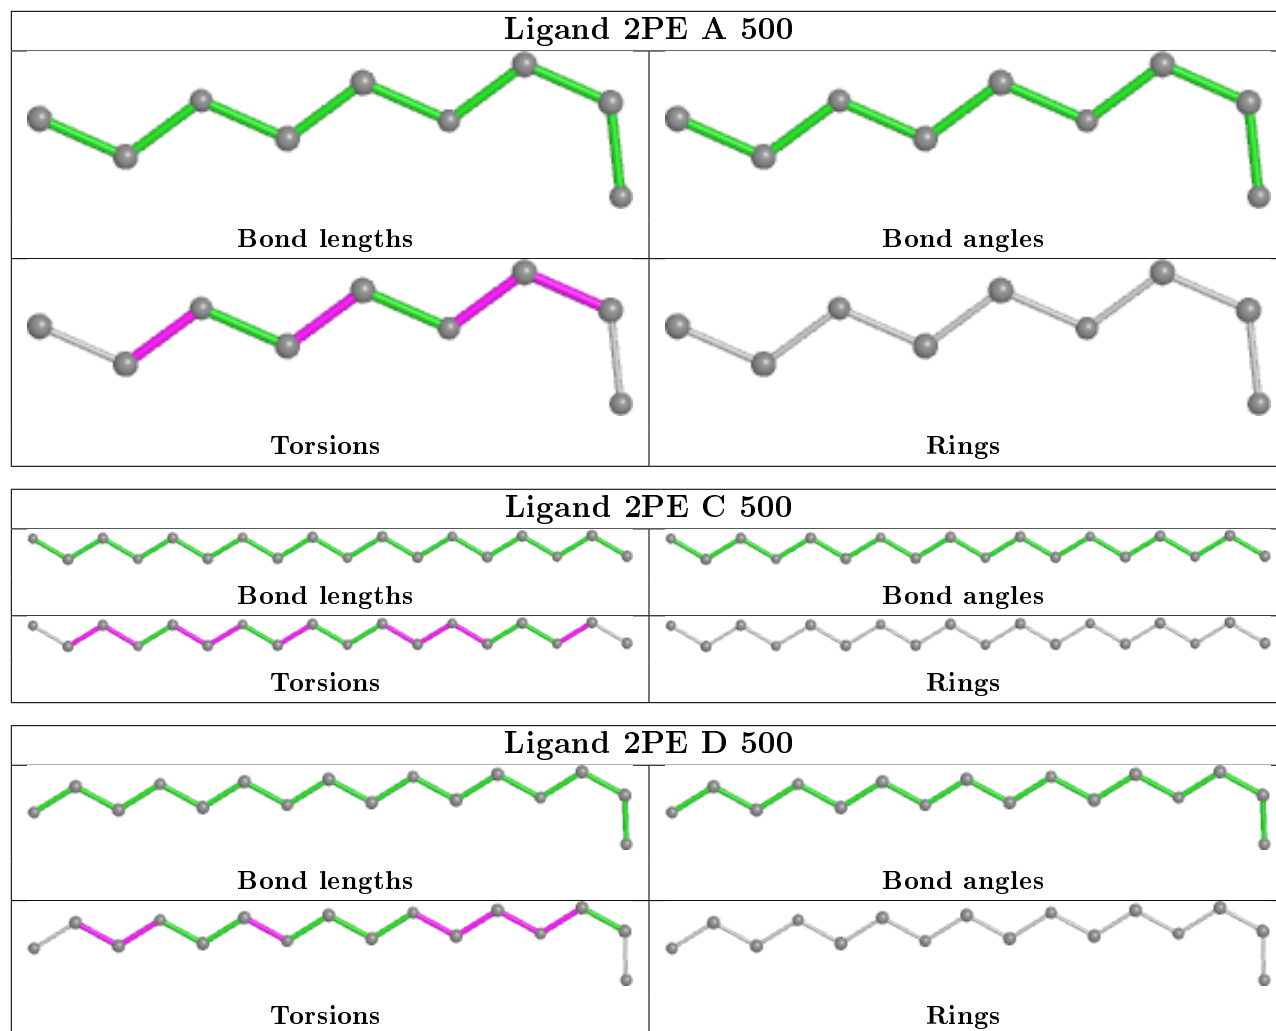 Ligand 2PE A 500
Bond lengths
Bond angles
Torsions
Rings
Ligand 2PE C 500
Bond lengths
Bond angles
Torsions
Rings
Ligand 2PE D 500
Bond lengths
Bond angles
Torsions
Rings